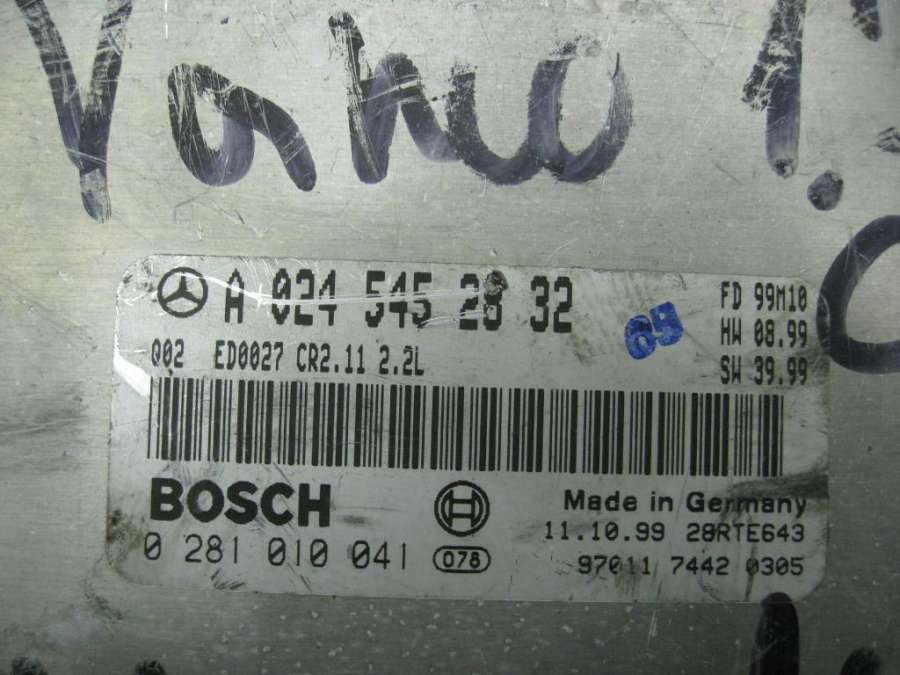 A 024 545 28 32
65
FD 99M10
HW 08.99
SW 39.99
Q02 ED0027 CR2.11 2.2L
BOSCH
Made in Germany
0 281 010 041
078
11.10.99 28RTE643
97011 7442 0305